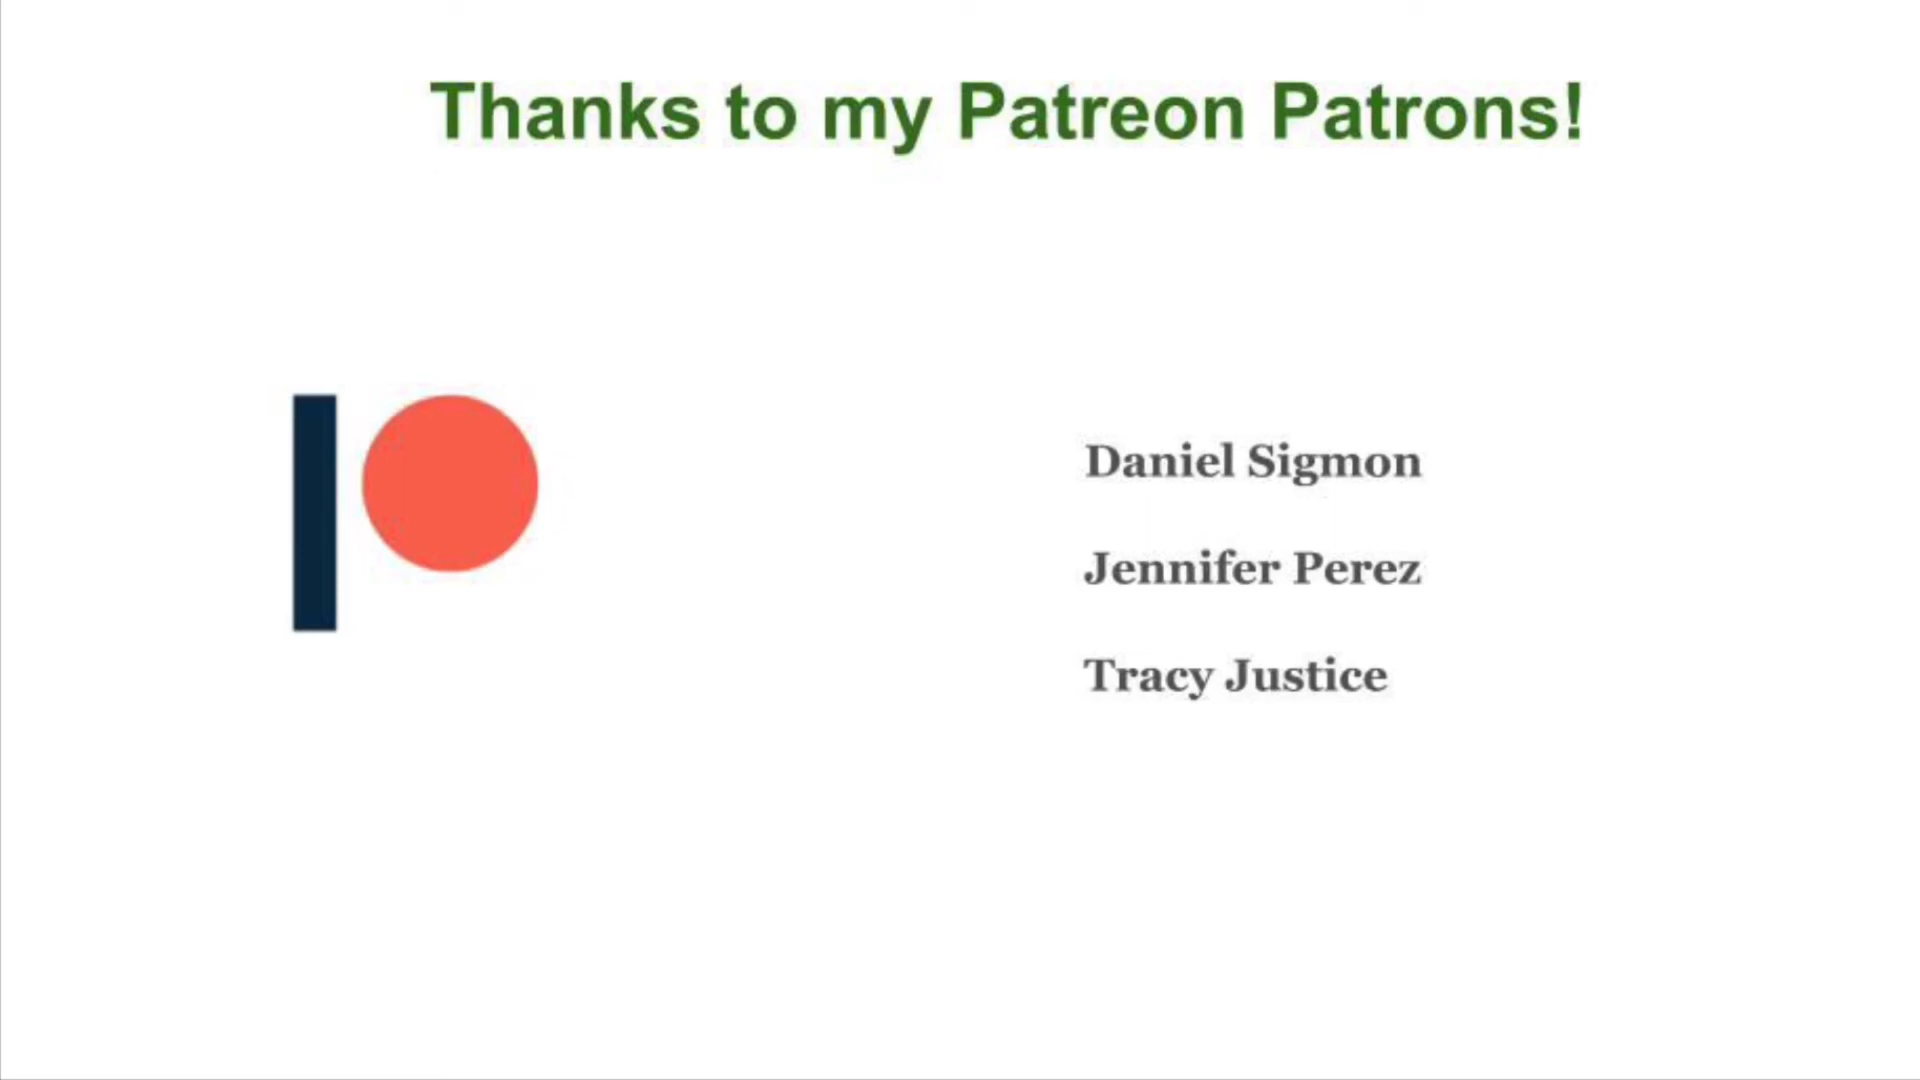 Thanks to my Patreon Patrons!
Daniel Sigmon
Jennifer Perez
Tracy Justice